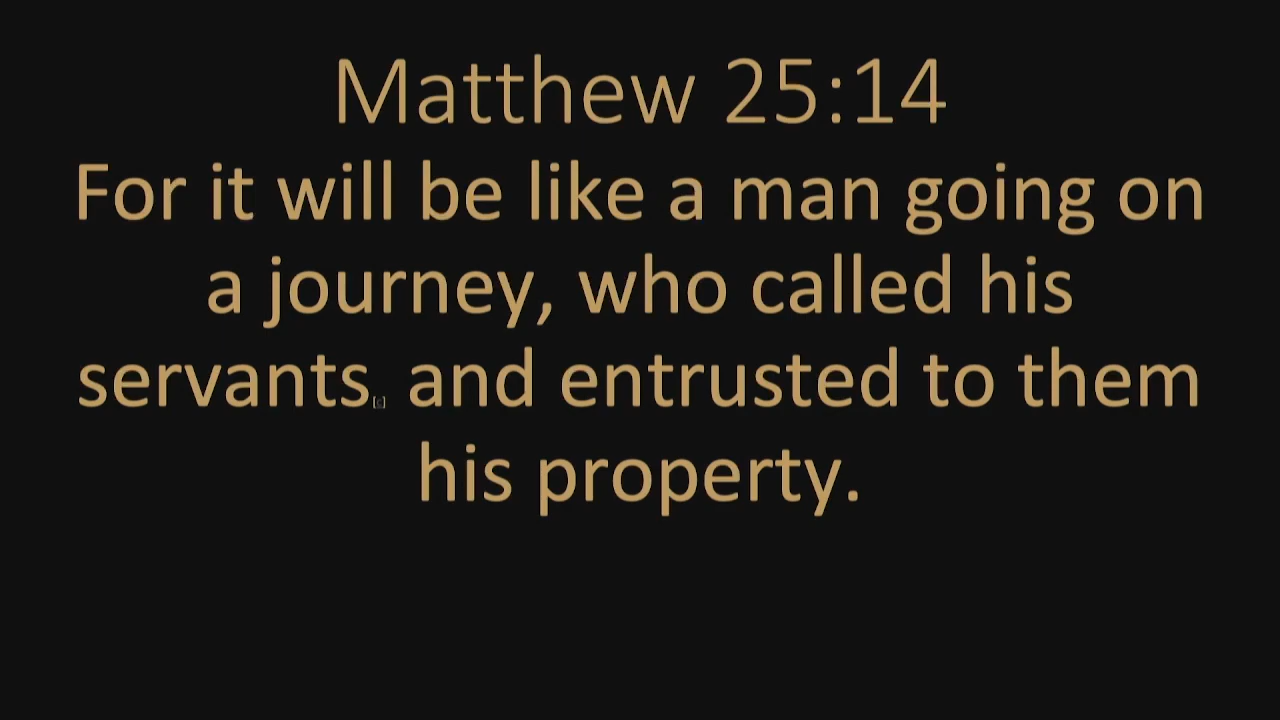 Matthew 25:14
For it will be like a man going on
a journey, who called his
servants[c] and entrusted to them
his property.